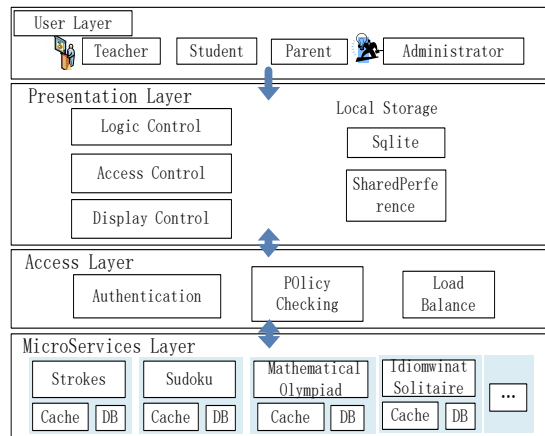 User Layer
Teacher
Student
Parent
Administrator
Presentation Layer
Local Storage
Logic Control
Sqlite
Access Control
SharedPerfe
rence
Display Control
Access Layer
Authentication
POlicy
Checking
Load
Balance
MicroServices Layer
Strokes
Sudoku
Mathematical
Olympiad
Idiomwinat
Solitaire
...
Cache
DB
Cache
DB
Cache
DB
Cache
DB